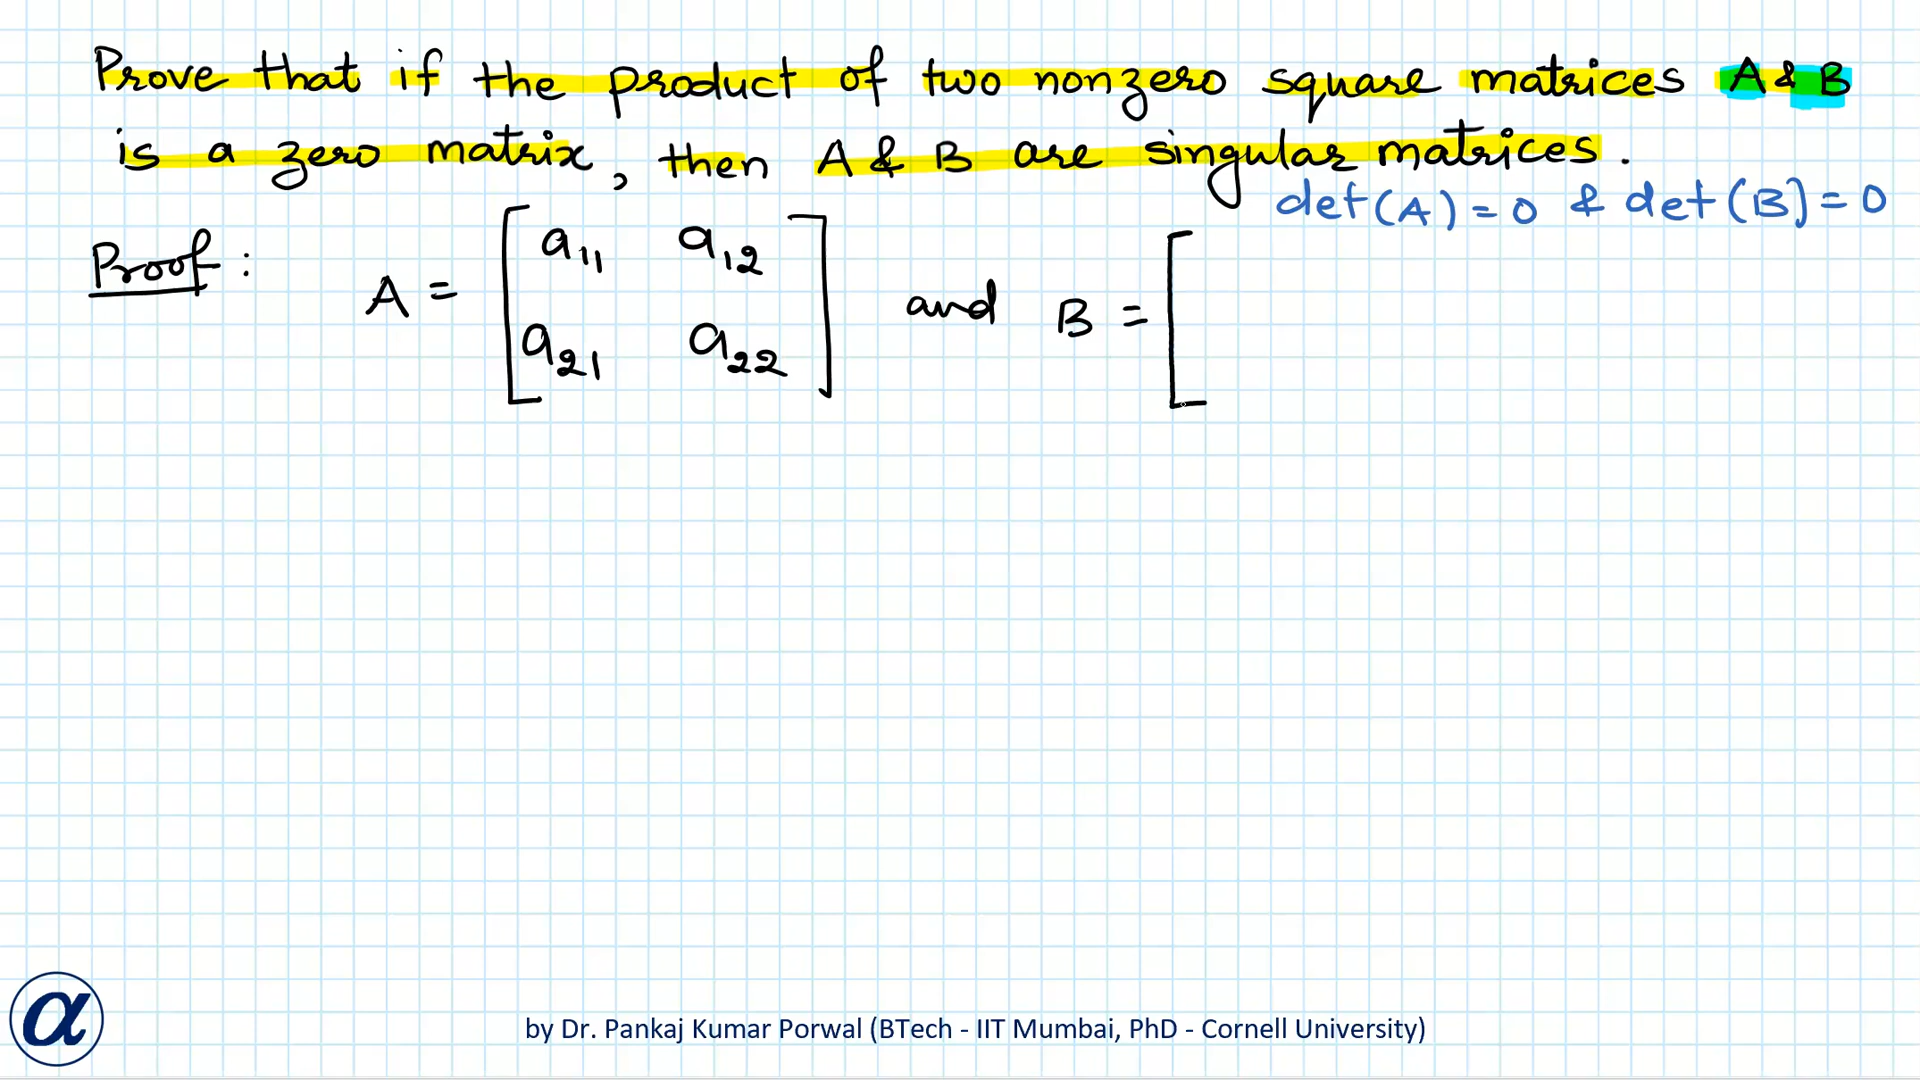 Prove that if the product of two nonzero square matrices A & B
is a zero matrix, then A & B are singular matrices.
det(A) = 0 & det(B) = 0
Proof : A = [ a11 a12 and B = [
a21 a22 ]
α
by Dr. Pankaj Kumar Porwal (BTech - IIT Mumbai, PhD - Cornell University)